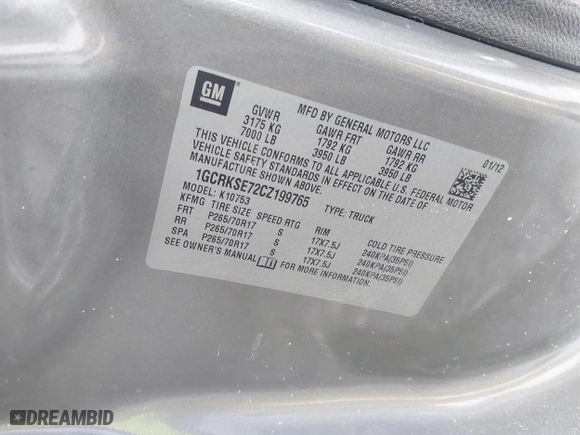 GM
MFD BY GENERAL MOTORS LLC
01/12
GVWR GAWR FRT GAWR RR
3175 KG 1792 KG 1792 KG
7000 LB 3950 LB 3950 LB
THIS VEHICLE CONFORMS TO ALL APPLICABLE U.S. FEDERAL MOTOR
VEHICLE SAFETY STANDARDS IN EFFECT ON THE DATE OF
MANUFACTURE SHOWN ABOVE.
1GCRKSE72CZ199765
TYPE: TRUCK
MODEL: K10753
KFMG TIRE SIZE SPEED RTG RIM COLD TIRE PRESSURE
FRT P265/70R17 S 17X7.5J 240KPA(35PSI)
RR P265/70R17 S 17X7.5J 240KPA(35PSI)
SPA P265/70R17 S 17X7.5J 240KPA(35PSI)
SEE OWNER'S MANUAL FOR MORE INFORMATION.
DREAMBID